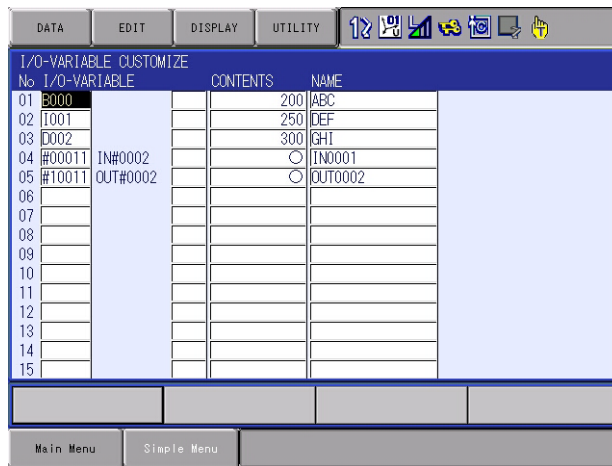 DATA EDIT DISPLAY UTILITY
I/O-VARIABLE CUSTOMIZE
No I/O-VARIABLE CONTENTS NAME
01 B000 200 ABC
02 I001 250 DEF
03 D002 300 GHI
04 #00011 IN#0002 ○ IN0001
05 #10011 OUT#0002 ○ OUT0002
06
07
08
09
10
11
12
13
14
15
Main Menu Simple Menu